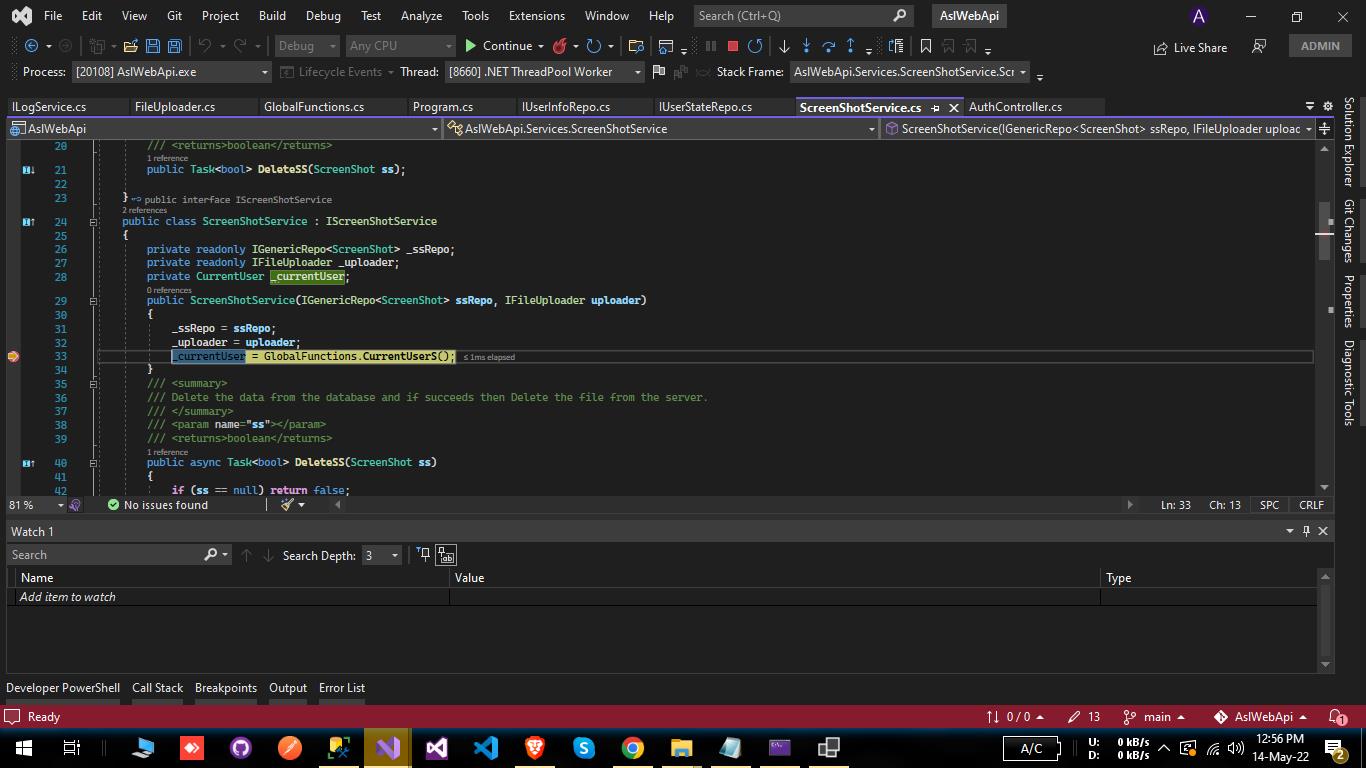 File Edit View Git Project Build Debug Test Analyze Tools Extensions Window Help Search (Ctrl+Q) AslWebApi A
Debug Any CPU Continue Live Share ADMIN
Process: [20108] AslWebApi.exe Lifecycle Events Thread: [8660] .NET ThreadPool Worker Stack Frame: AslWebApi.Services.ScreenShotService.Scr
ILogService.cs FileUploader.cs GlobalFunctions.cs Program.cs IUserInfoRepo.cs IUserStateRepo.cs ScreenShotService.cs AuthController.cs
AslWebApi AslWebApi.Services.ScreenShotService ScreenShotService(IGenericRepo<ScreenShot> ssRepo, IFileUploader uploac
20 /// <returns>boolean</returns>
1 reference
21 public Task<bool> DeleteSS(ScreenShot ss);
22
23 } public interface IScreenShotService
2 references
24 public class ScreenShotService : IScreenShotService
25 {
26 private readonly IGenericRepo<ScreenShot> _ssRepo;
27 private readonly IFileUploader _uploader;
28 private CurrentUser _currentUser;
0 references
29 public ScreenShotService(IGenericRepo<ScreenShot> ssRepo, IFileUploader uploader)
30 {
31 _ssRepo = ssRepo;
32 _uploader = uploader;
33 _currentUser = GlobalFunctions.CurrentUserS(); ≤ 1ms elapsed
34 }
35 /// <summary>
36 /// Delete the data from the database and if succeeds then Delete the file from the server.
37 /// </summary>
38 /// <param name="ss"></param>
39 /// <returns>boolean</returns>
1 reference
40 public async Task<bool> DeleteSS(ScreenShot ss)
41 {
42 if (ss == null) return false;
81 % No issues found Ln: 33 Ch: 13 SPC CRLF
Solution Explorer
Git Changes
Properties
Diagnostic Tools
Watch 1
Search Search Depth: 3
Name Value Type
Add item to watch
Developer PowerShell Call Stack Breakpoints Output Error List
Ready 0 / 0 13 main AslWebApi 1
A/C U: 0 kB/s 12:56 PM
D: 0 kB/s 14-May-22 2